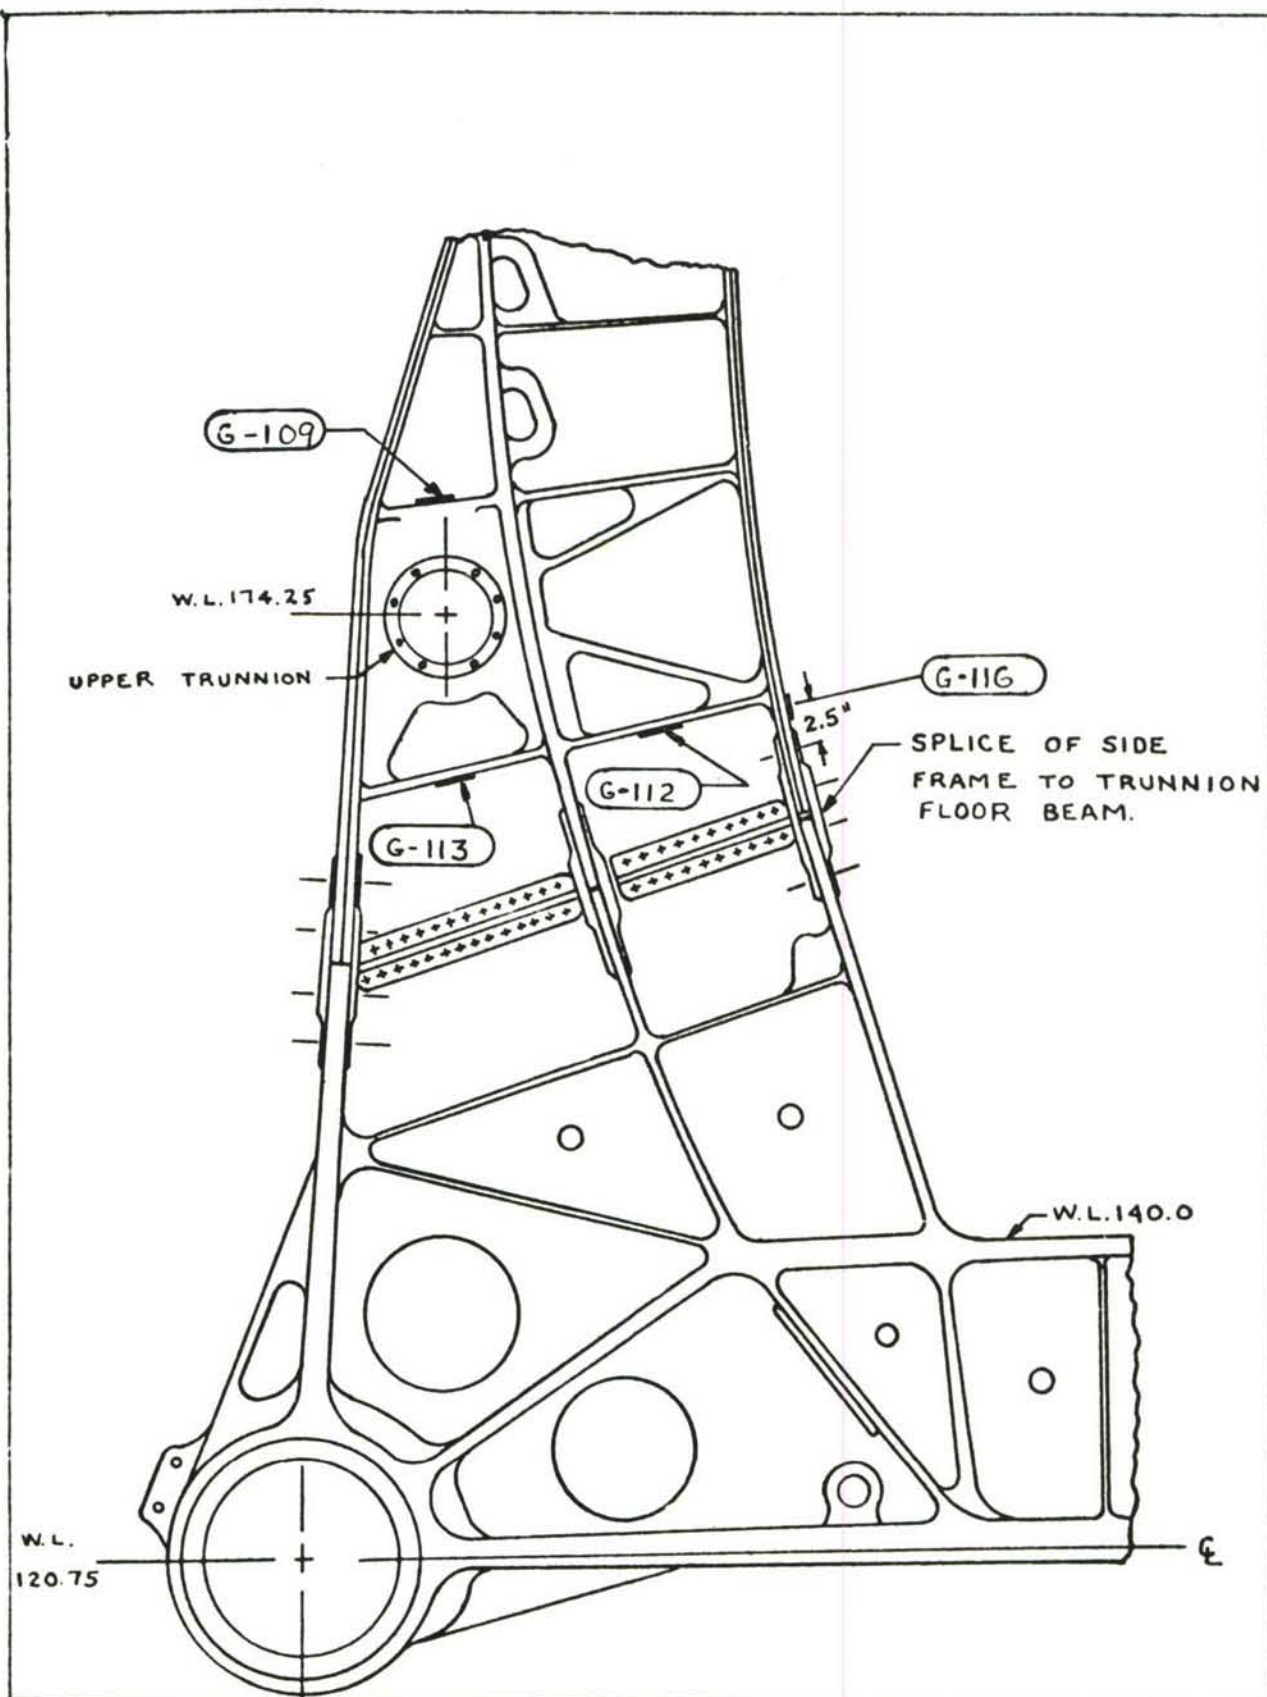 G-109
W.L.174.25
UPPER TRUNNION
G-116
2.5"
SPLICE OF SIDE
FRAME TO TRUNNION
FLOOR BEAM.
G-112
G-113
W.L.140.0
W.L.
120.75
℄